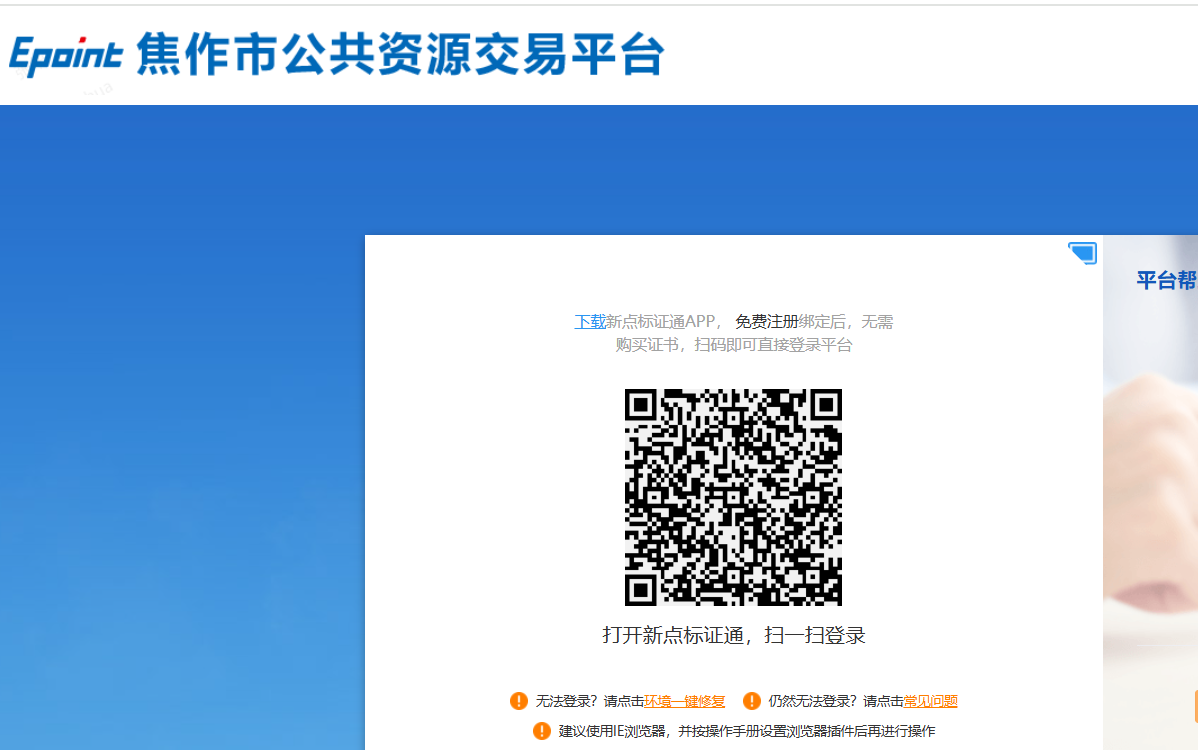 Epoint 焦作市公共资源交易平台
平台帮
下载新点标证通APP， 免费注册绑定后，无需
购买证书，扫码即可直接登录平台
打开新点标证通，扫一扫登录
无法登录？请点击环境一键修复 仍然无法登录？请点击常见问题
建议使用IE浏览器，并按操作手册设置浏览器插件后再进行操作